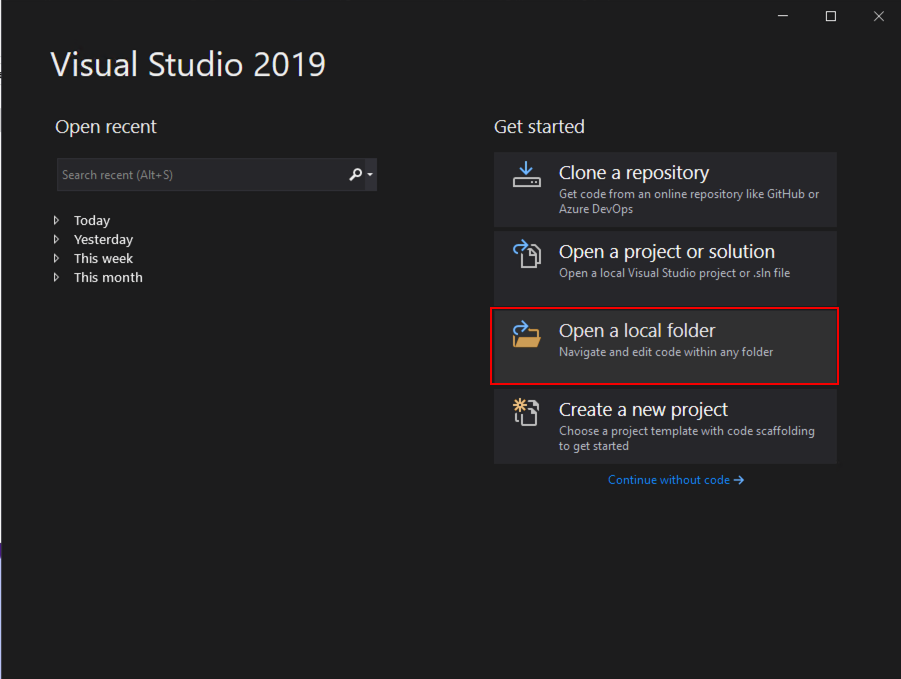 Visual Studio 2019
Open recent
Search recent (Alt+S)
Today
Yesterday
This week
This month
Get started
Clone a repository
Get code from an online repository like GitHub or
Azure DevOps
Open a project or solution
Open a local Visual Studio project or .sln file
Open a local folder
Navigate and edit code within any folder
Create a new project
Choose a project template with code scaffolding
to get started
Continue without code →